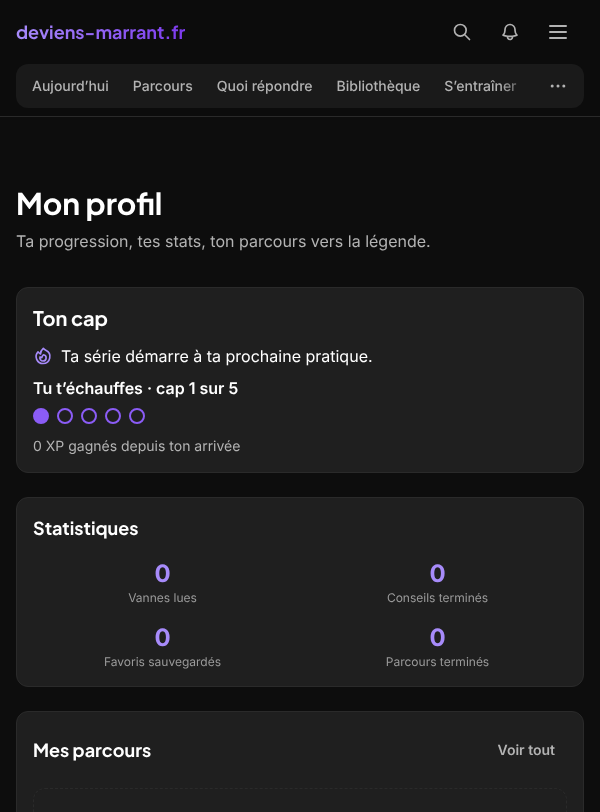 deviens-marrant.fr
Aujourd’hui Parcours Quoi répondre Bibliothèque S’entraîner ···
Mon profil
Ta progression, tes stats, ton parcours vers la légende.
Ton cap
Ta série démarre à ta prochaine pratique.
Tu t’échauffes · cap 1 sur 5
0 XP gagnés depuis ton arrivée
Statistiques
0 0
Vannes lues Conseils terminés
0 0
Favoris sauvegardés Parcours terminés
Mes parcours Voir tout